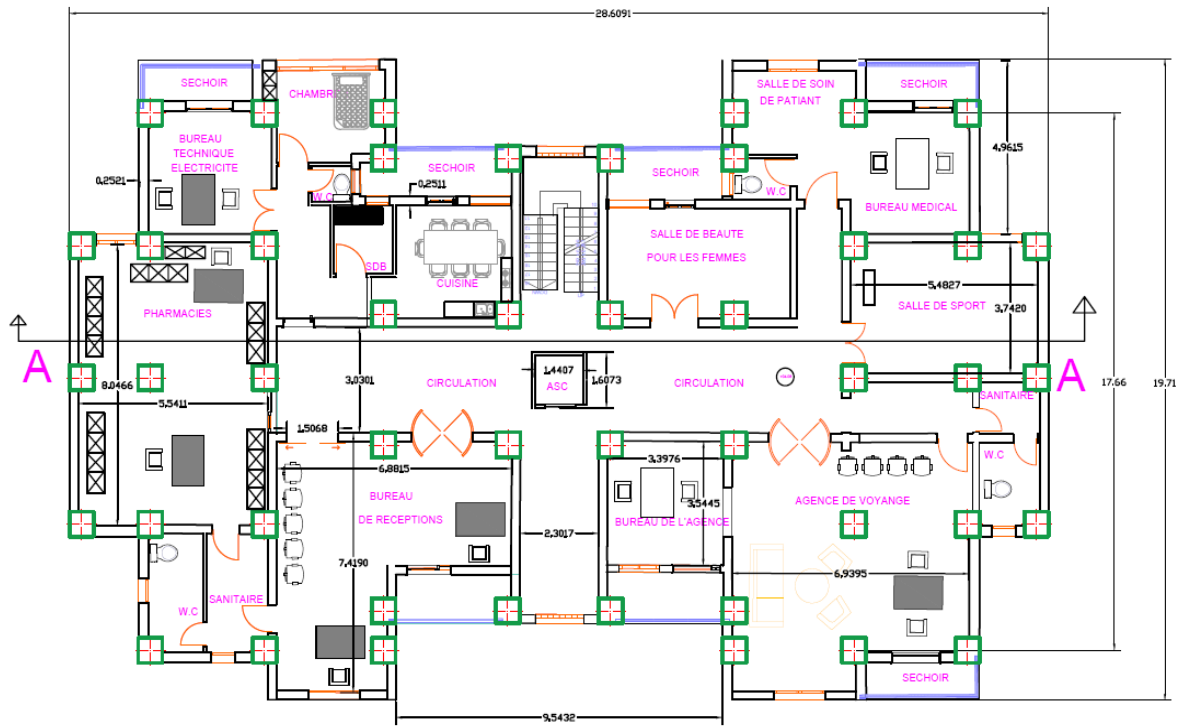 28.6091
SECHOIR
CHAMBR
SALLE DE SOIN
DE PATIANT
SECHOIR
BUREAU
TECHNIQUE
ELECTRICITE
0.2521
SECHOIR
0.2511
W.C
SECHOIR
W.C
BUREAU MEDICAL
4.9615
SALLE DE BEAUTE
POUR LES FEMMES
SDB
CUISINE
PHARMACIES
SALLE DE SPORT
5.4827
3.7420
A
A
8.0466
5.5411
3.0301
CIRCULATION
1.4407
ASC
1.6073
CIRCULATION
17.66
19.71
SANITAIRE
1.5068
6.8815
BUREAU
DE RECEPTIONS
7.4190
2.3017
3.3976
3.5445
BUREAU DE L'AGENCE
AGENCE DE VOYANGE
W.C
6.9395
W.C
SANITAIRE
SECHOIR
9.5432